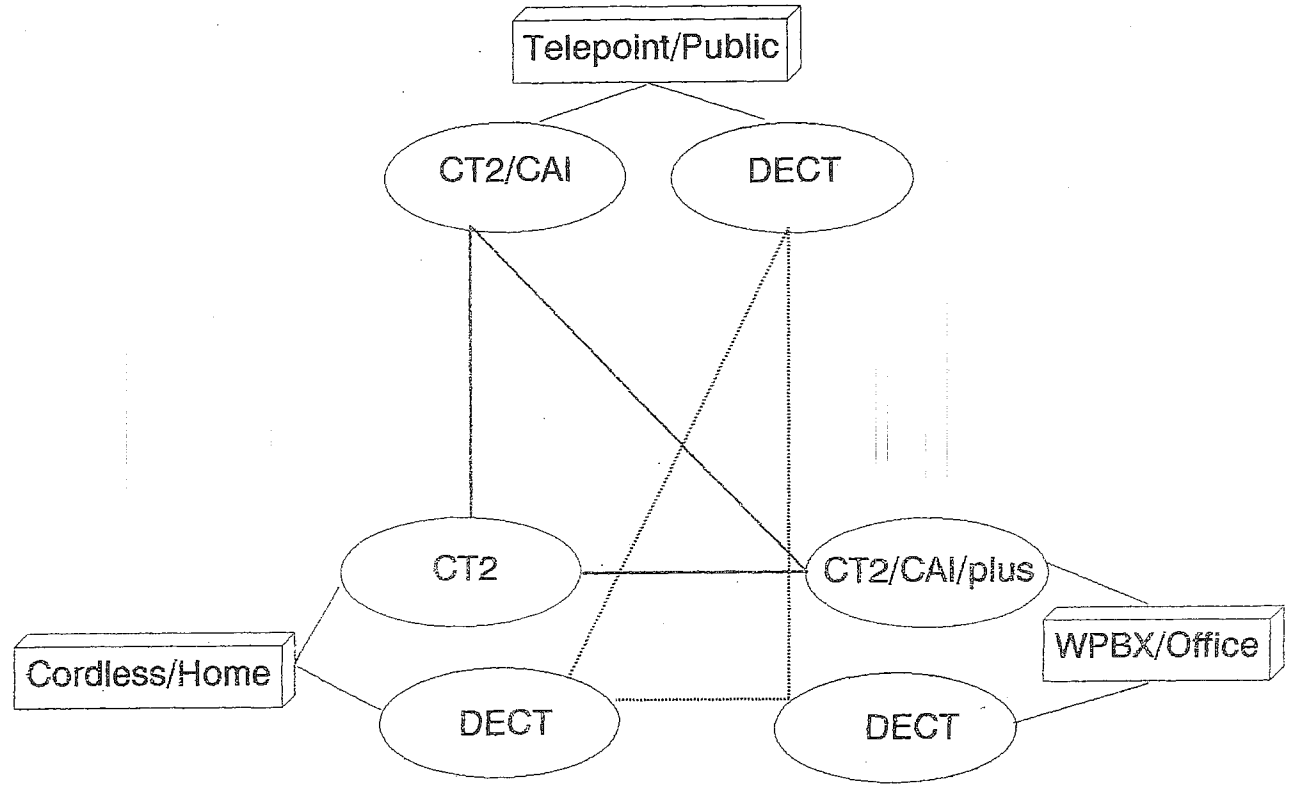 Telepoint/Public
CT2/CAI
DECT
CT2
CT2/CAI/plus
WPBX/Office
Cordless/Home
DECT
DECT